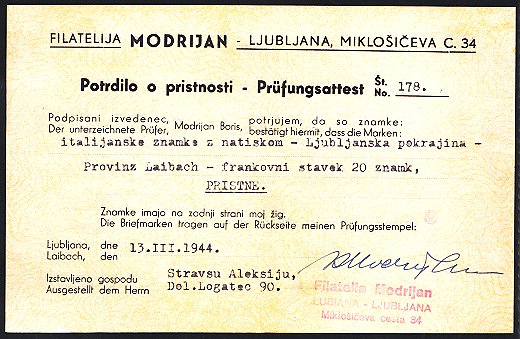 FILATELIJA MODRIJAN - LJUBLJANA, MIKLOŠIČEVA C. 34
Potrdilo o pristnosti - Prüfungsattest Št. No. 178.
Podpisani izvedenec, Modrijan Boris, potrjujem, da so znamke:
Der unterzeichnete Prüfer, bestätigt hiermit, dass die Marken:
italijanske znamke z natiskom - Ljubljanska pokrajina -
Provinz Laibach - frankovni stavek 20 znamk,
PRISTNE.
Znamke imajo na zadnji strani moj žig.
Die Briefmarken tragen auf der Rückseite meinen Prüfungsstempel.
Ljubljana, dne
Laibach, den 13.III.1944.
Izstavljeno gospodu Stravsu Aleksiju,
Ausgestellt dem Herrn Dol.Logatec 90.
Filatelia Modrijan
LUBIANA - LJUBLJANA
Miklošičeva cesta 34